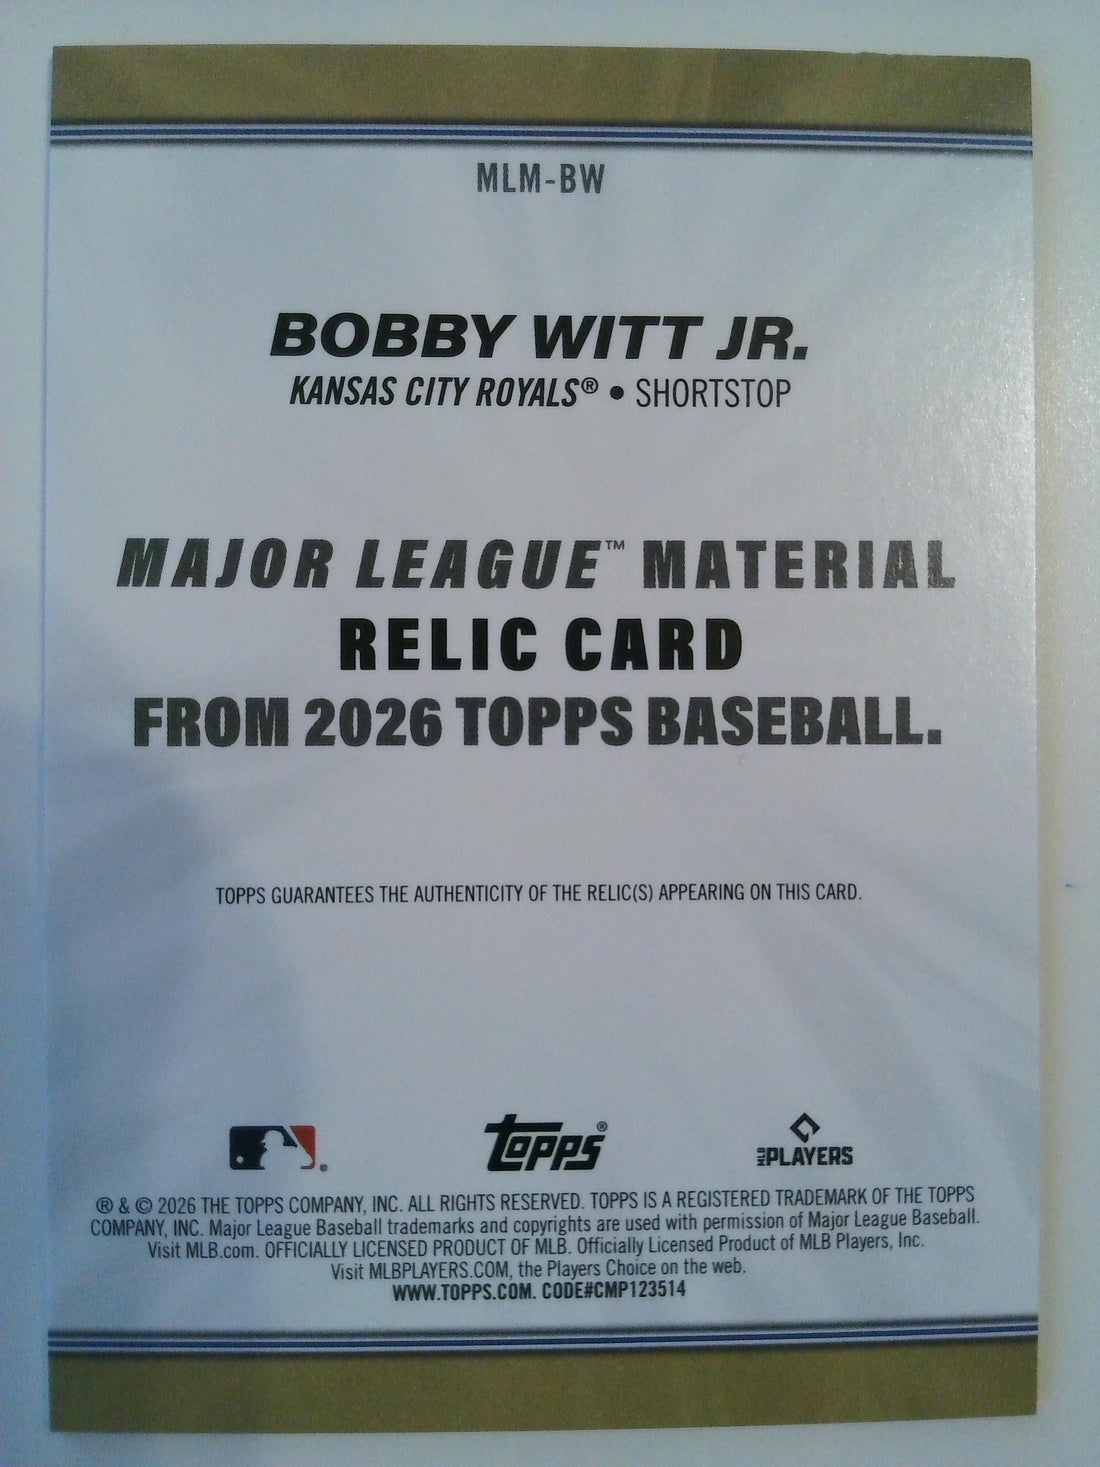 MLM-BW
BOBBY WITT JR.
KANSAS CITY ROYALS® • SHORTSTOP
MAJOR LEAGUE™ MATERIAL
RELIC CARD
FROM 2026 TOPPS BASEBALL.
TOPPS GUARANTEES THE AUTHENTICITY OF THE RELIC(S) APPEARING ON THIS CARD.
topps®
MLB PLAYERS
® & © 2026 THE TOPPS COMPANY, INC. ALL RIGHTS RESERVED. TOPPS IS A REGISTERED TRADEMARK OF THE TOPPS
COMPANY, INC. Major League Baseball trademarks and copyrights are used with permission of Major League Baseball.
Visit MLB.com. OFFICIALLY LICENSED PRODUCT OF MLB. Officially Licensed Product of MLB Players, Inc.
Visit MLBPLAYERS.COM, the Players Choice on the web.
WWW.TOPPS.COM. CODE#CMP123514